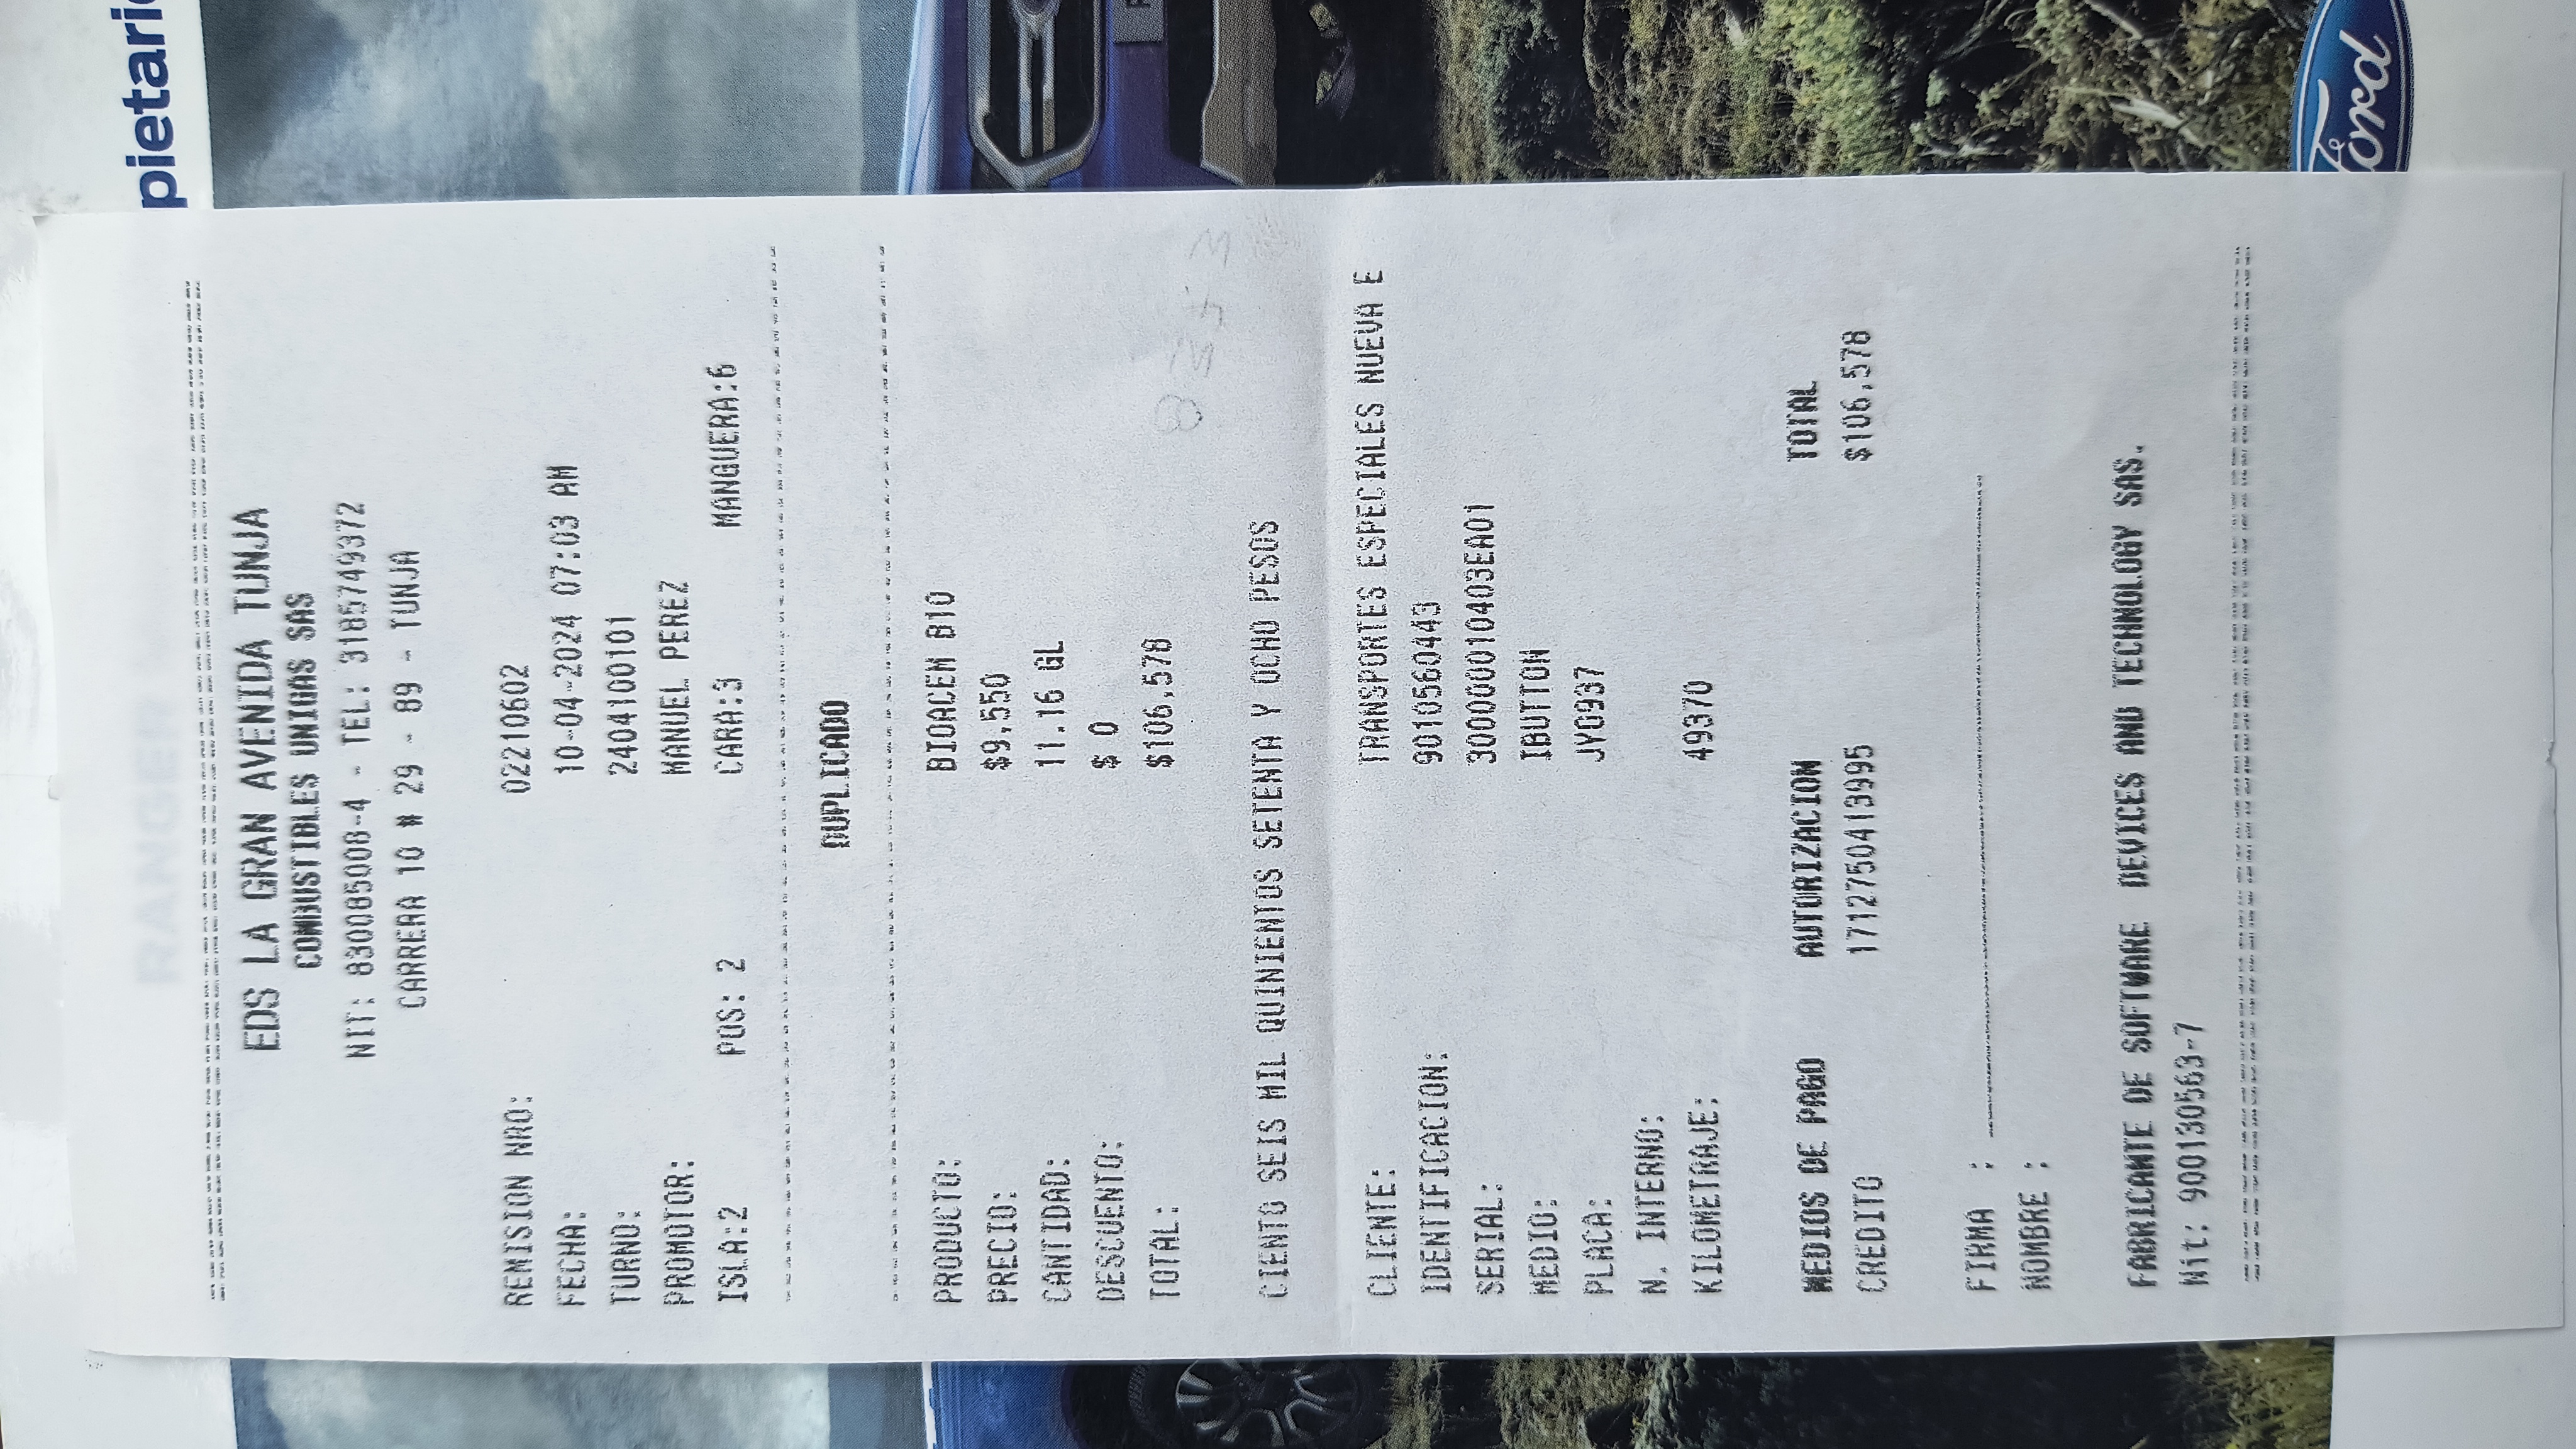 pietario
Ford
RANGER
EDS LA GRAN AVENIDA TUNJA
COMBUSTIBLES UNIGAS SAS
NIT: 830085008-4 - TEL: 3185749372
CARRERA 10 # 29 - 89 - TUNJA
REMISION NRO: 02210602
FECHA: 10-04-2024 07:03 AM
TURNO: 2404100101
PROMOTOR: MANUEL PEREZ
ISLA:2 POS: 2 CARA:3 MANGUERA:6
DUPLICADO
PRODUCTO: BIOACEM B10
PRECIO: $9,550
CANTIDAD: 11.16 GL
DESCUENTO: $ 0
TOTAL: $106,578
CIENTO SEIS MIL QUINIENTOS SETENTA Y OCHO PESOS
CLIENTE: TRANSPORTES ESPECIALES NUEVA E
IDENTIFICACION: 9010560443
SERIAL: 300000010403EA01
MEDIO: IBUTTON
PLACA: JYO937
N. INTERNO:
KILOMETRAJE: 49370
MEDIOS DE PAGO AUTORIZACION TOTAL
CREDITO 1712750413995 $106,578
FIRMA :
NOMBRE :
FABRICANTE DE SOFTWARE DEVICES AND TECHNOLOGY SAS.
Nit: 900130563-7